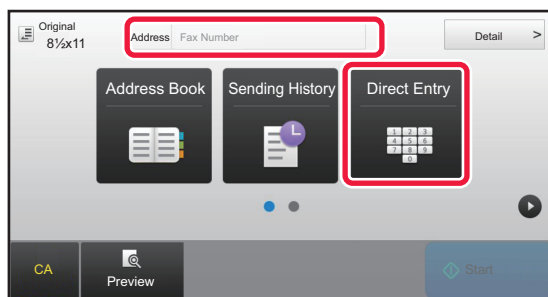 Original
8½x11
Address Fax Number
Detail >
Address Book Sending History Direct Entry
1 2 3
4 5 6
7 8 9
0
CA
Preview
Start